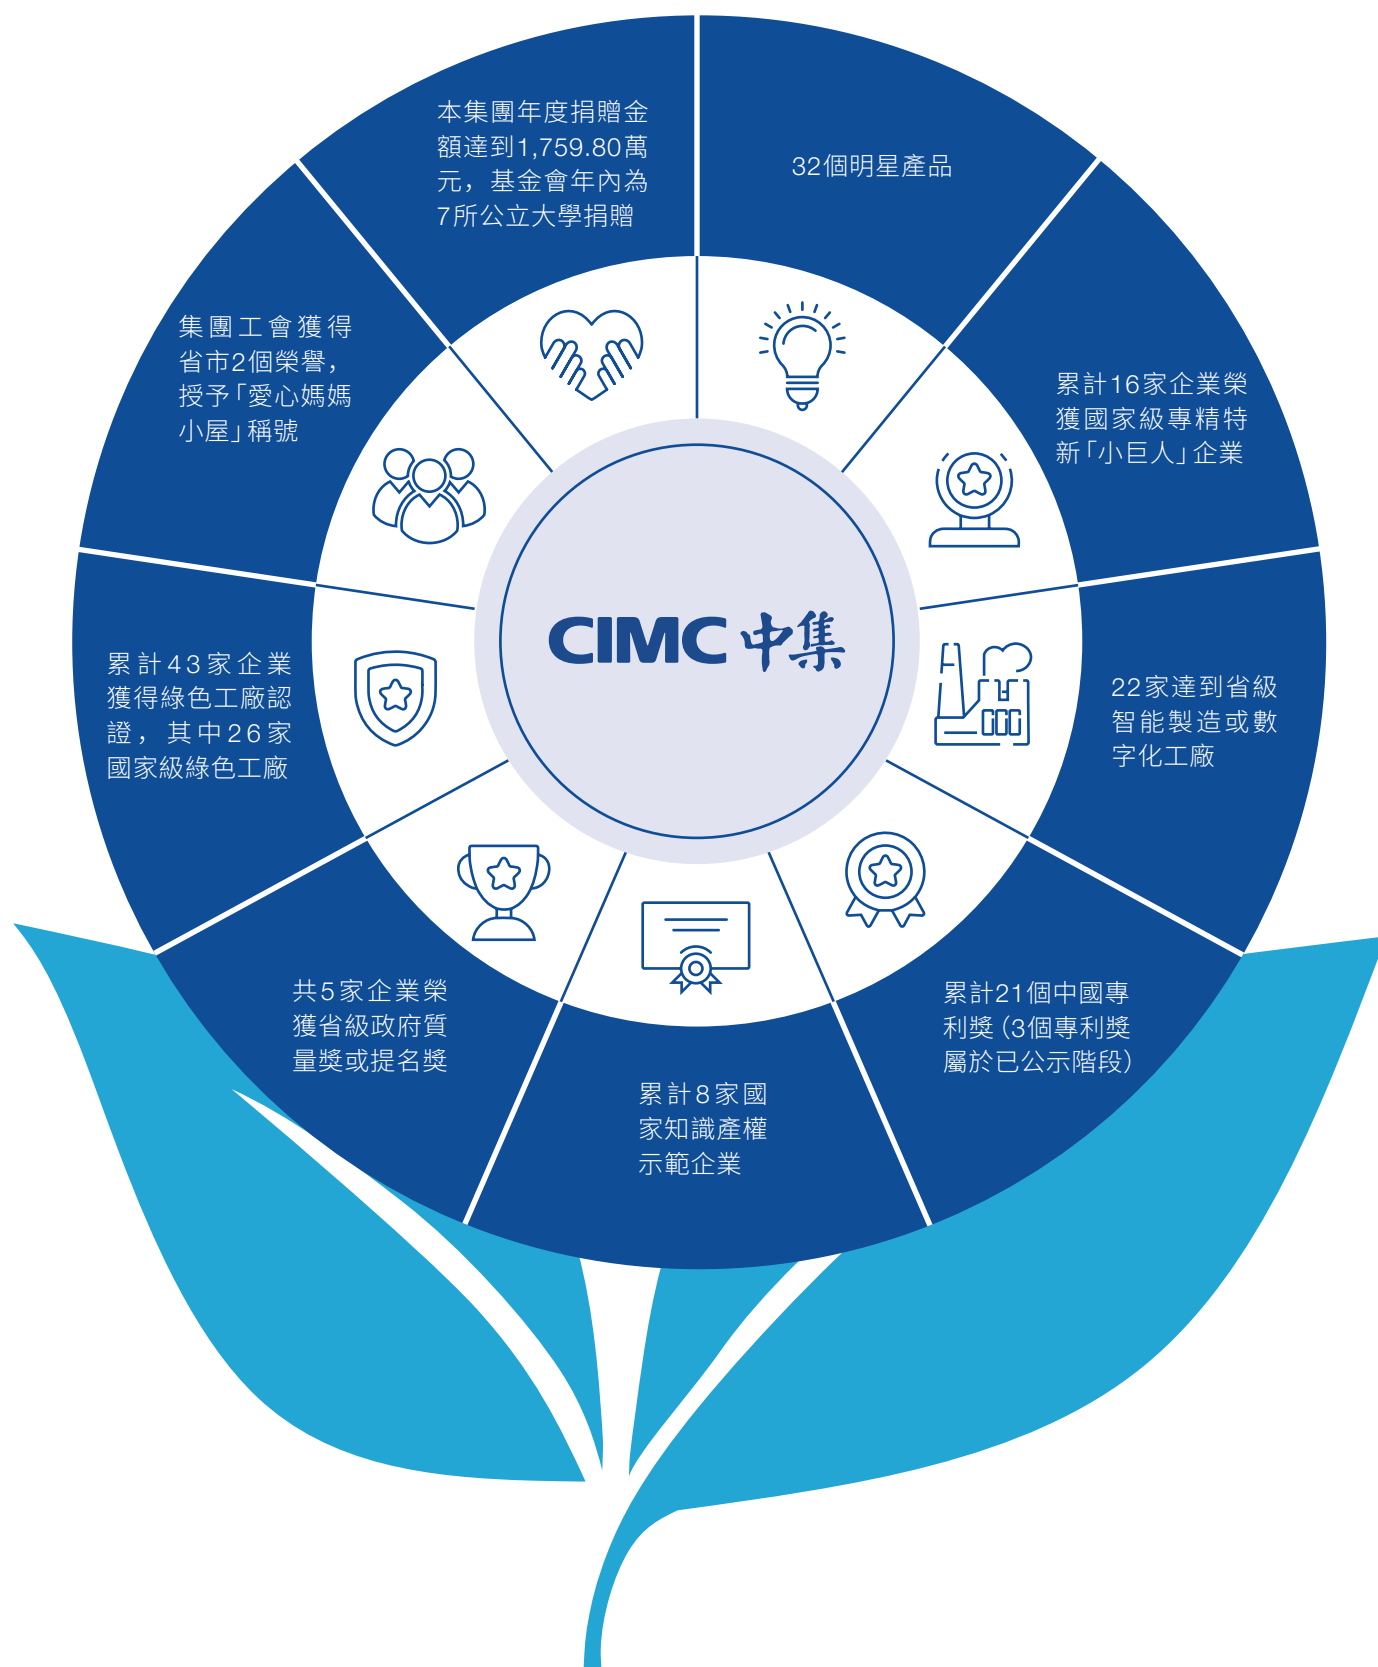 本集團年度捐贈金
額達到1,759.80萬
元，基金會年內為
7所公立大學捐贈
32個明星產品
累計16家企業榮
獲國家級專精特
新「小巨人」企業
22家達到省級
智能製造或數
字化工廠
累計21個中國專
利獎（3個專利獎
屬於已公示階段）
累計8家國
家知識產權
示範企業
共5家企業榮
獲省級政府質
量獎或提名獎
累計43家企業
獲得綠色工廠認
證，其中26家
國家級綠色工廠
集團工會獲得
省市2個榮譽，
授予「愛心媽媽
小屋」稱號
CIMC 中集